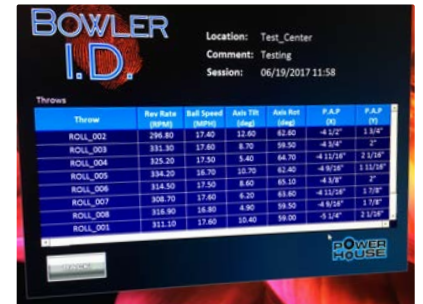 BOWLER
I.D.
Location: Test_Center
Comment: Testing
Session: 06/19/2017 11:58
Throws
Throw Rev Rate (RPM) Ball Speed (MPH) Axis Tilt (deg) Axis Rot (deg) P.A.P (X) P.A.P (Y)
ROLL_002 296.80 17.40 12.60 62.60 -4 1/2" 1 3/4"
ROLL_003 331.30 17.60 8.70 59.50 -4 3/4" 2"
ROLL_004 325.20 17.50 5.40 64.70 -4 11/16" 2 1/16"
ROLL_005 334.20 16.70 10.70 62.40 -4 9/16" 1 11/16"
ROLL_006 314.50 17.50 8.60 65.10 -4 3/8" 2"
ROLL_007 308.70 17.60 6.20 63.60 -4 11/16" 1 7/8"
ROLL_008 316.90 16.80 4.90 59.50 -4 9/16" 1 7/8"
ROLL_001 311.10 17.60 10.40 59.00 -5 1/4" 2 1/16"
POWER
HOUSE